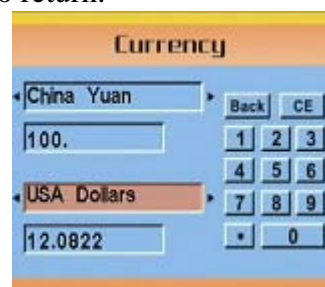 o return.
Currency
China Yuan
Back CE
100.
1 2 3
4 5 6
USA Dollars
7 8 9
12.0822
. 0